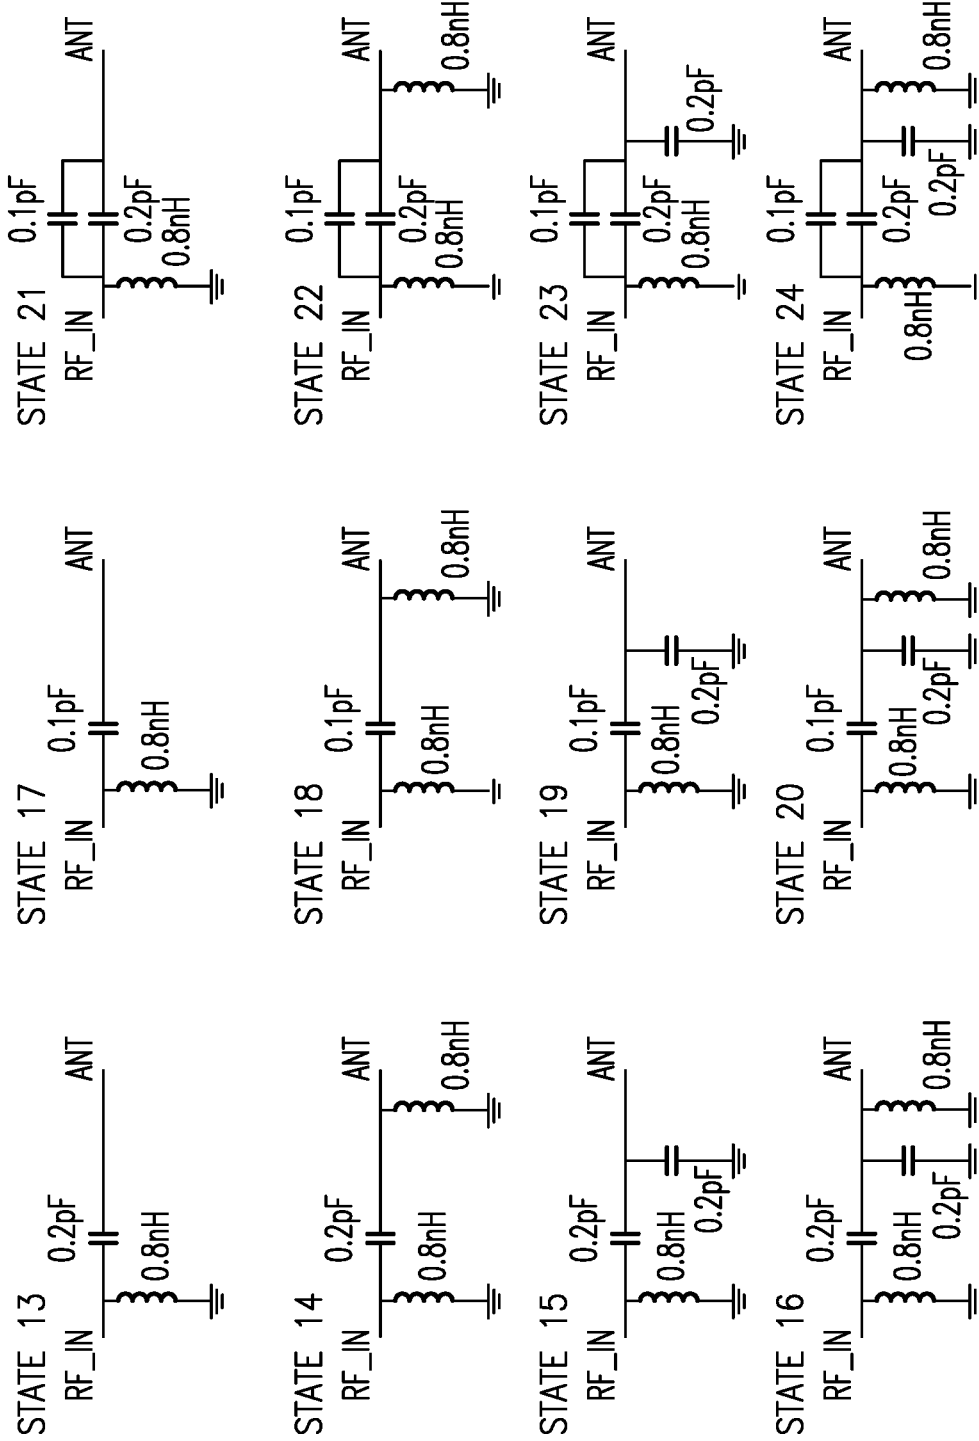 STATE 13
RF_IN
0.2pF
ANT
0.8nH
STATE 14
RF_IN
0.2pF
ANT
0.8nH
0.8nH
STATE 15
RF_IN
0.2pF
ANT
0.8nH
0.2pF
STATE 16
RF_IN
0.2pF
ANT
0.8nH
0.2pF
0.8nH
STATE 17
RF_IN
0.1pF
ANT
0.8nH
STATE 18
RF_IN
0.1pF
ANT
0.8nH
0.8nH
STATE 19
RF_IN
0.1pF
ANT
0.8nH
0.2pF
STATE 20
RF_IN
0.1pF
ANT
0.8nH
0.2pF
0.8nH
STATE 21
0.1pF
RF_IN
ANT
0.2pF
0.8nH
STATE 22
0.1pF
RF_IN
ANT
0.2pF
0.8nH
0.8nH
STATE 23
0.1pF
RF_IN
ANT
0.2pF
0.8nH
0.2pF
STATE 24
0.1pF
RF_IN
ANT
0.2pF
0.8nH
0.2pF
0.8nH